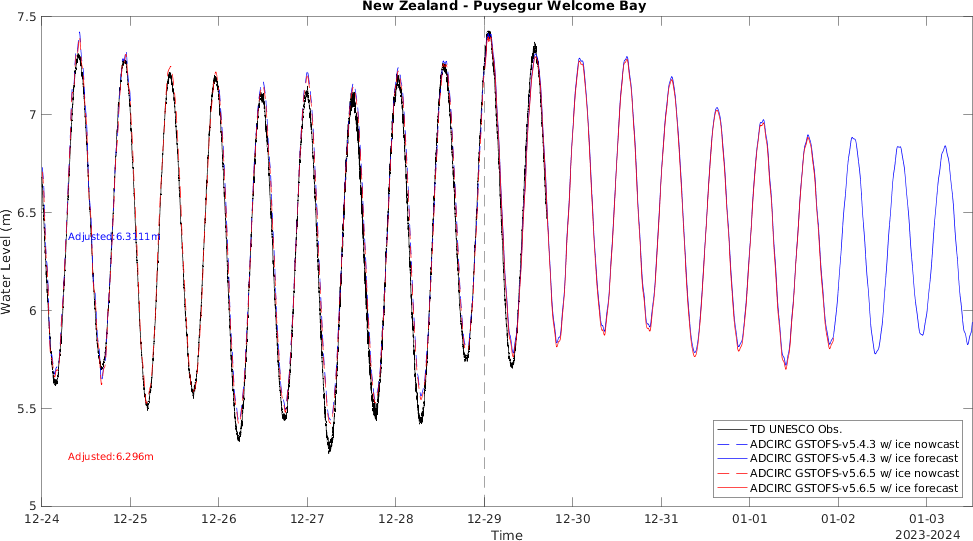 New Zealand - Puysegur Welcome Bay
7.5
7
6.5
6
5.5
5
Water Level (m)
Adjusted:6.3111m
Adjusted:6.296m
TD UNESCO Obs.
ADCIRC GSTOFS-v5.4.3 w/ ice nowcast
ADCIRC GSTOFS-v5.4.3 w/ ice forecast
ADCIRC GSTOFS-v5.6.5 w/ ice nowcast
ADCIRC GSTOFS-v5.6.5 w/ ice forecast
12-24 12-25 12-26 12-27 12-28 12-29 12-30 12-31 01-01 01-02 01-03
Time
2023-2024